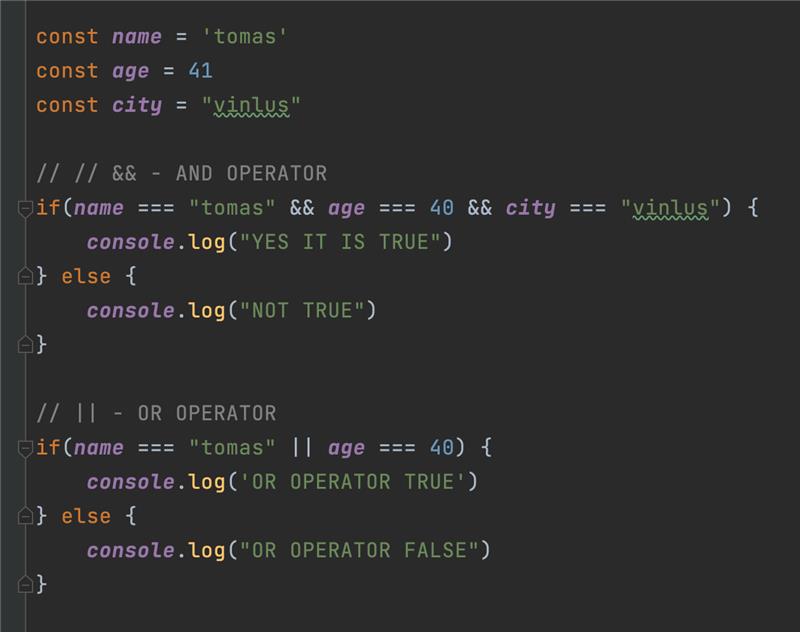 const name = 'tomas'
const age = 41
const city = "vinlus"
// // && - AND OPERATOR
if(name === "tomas" && age === 40 && city === "vinlus") {
    console.log("YES IT IS TRUE")
} else {
    console.log("NOT TRUE")
}
// || - OR OPERATOR
if(name === "tomas" || age === 40) {
    console.log('OR OPERATOR TRUE')
} else {
    console.log("OR OPERATOR FALSE")
}